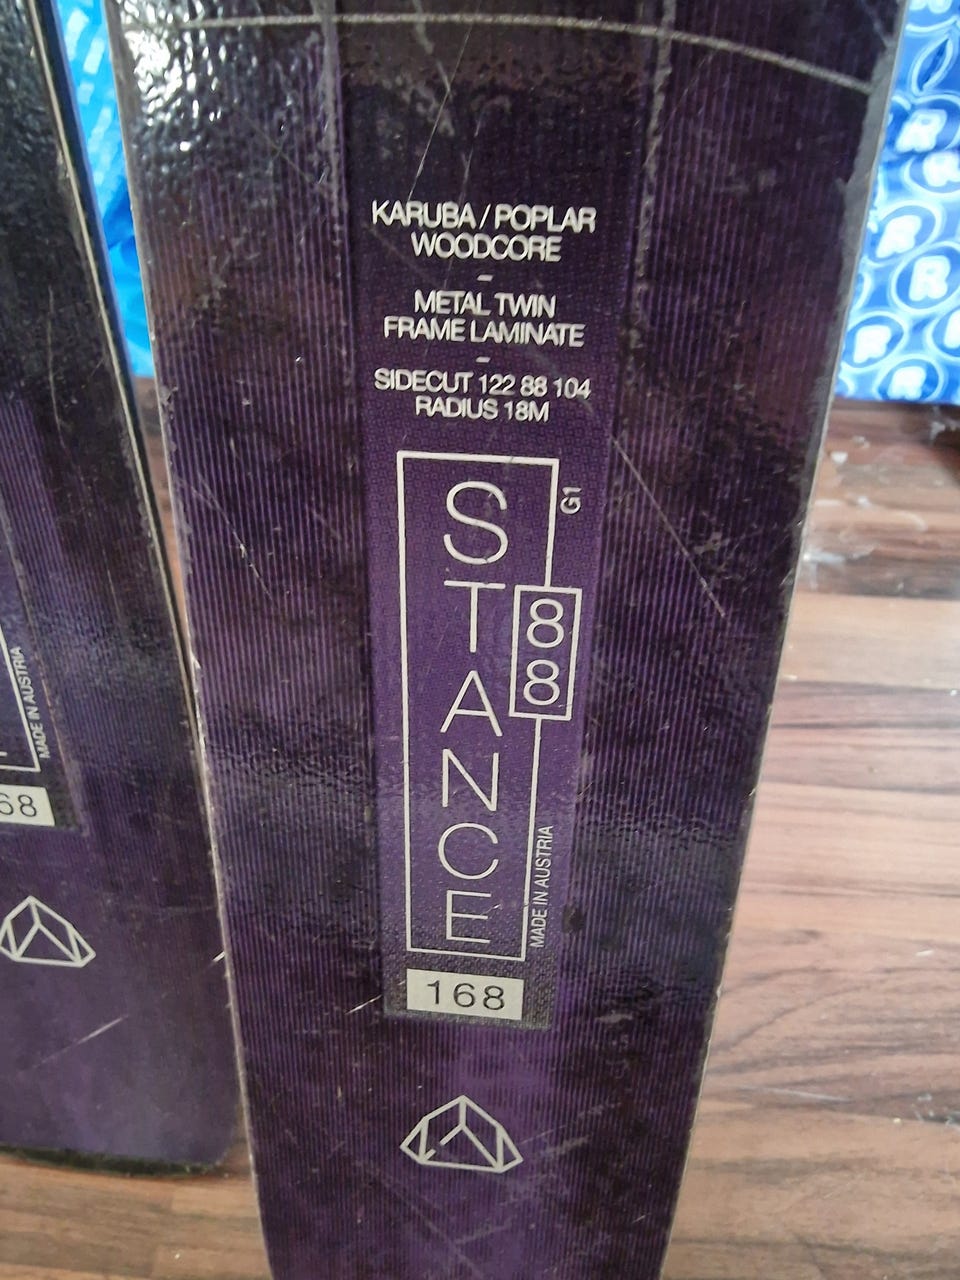 KARUBA / POPLAR
WOODCORE
-
METAL TWIN
FRAME LAMINATE
-
SIDECUT 122 88 104
RADIUS 18M
STANCE
G1
88
MADE IN AUSTRIA
168
MADE IN AUSTRIA
68
R
R
R
R
R